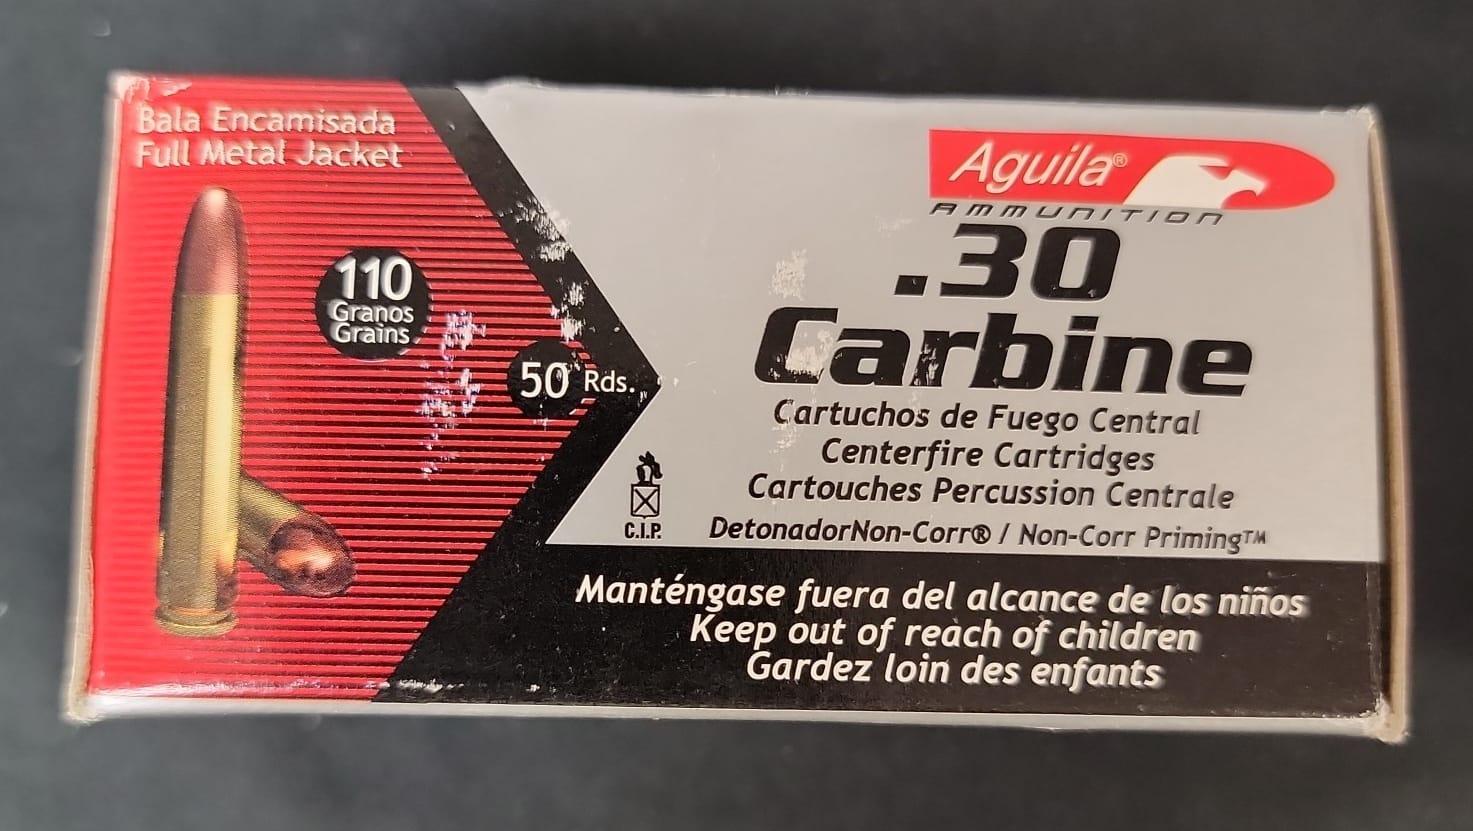 Bala Encamisada
Full Metal Jacket
110
Granos
Grains
50 Rds.
Aguila®
AMMUNITION
.30
Carbine
Cartuchos de Fuego Central
Centerfire Cartridges
Cartouches Percussion Centrale
C.I.P.
DetonadorNon-Corr® / Non-Corr Priming™
Manténgase fuera del alcance de los niños
Keep out of reach of children
Gardez loin des enfants